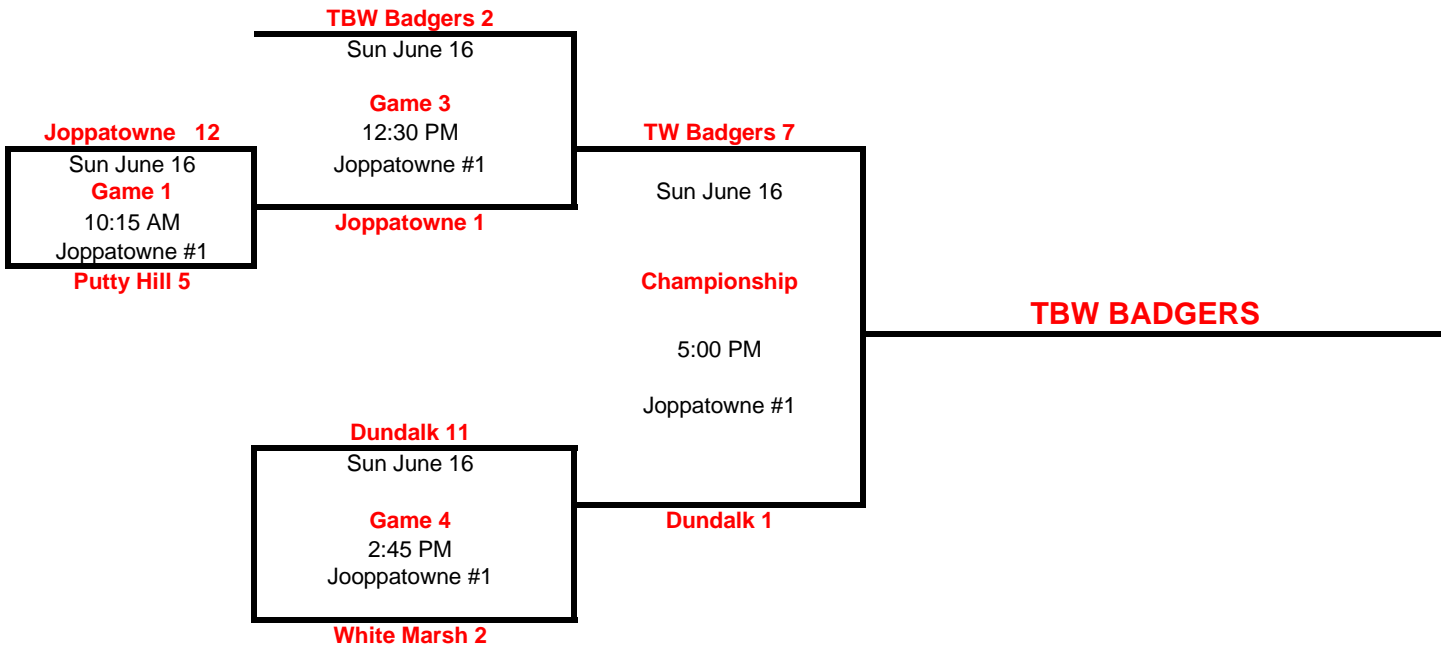 TBW Badgers 2
Sun June 16
Game 3
12:30 PM
Joppatowne #1
Joppatowne 1
Joppatowne 12
Sun June 16
Game 1
10:15 AM
Joppatowne #1
Putty Hill 5
TW Badgers 7
Sun June 16
Championship
5:00 PM
Joppatowne #1
Dundalk 1
TBW BADGERS
Dundalk 11
Sun June 16
Game 4
2:45 PM
Jooppatowne #1
White Marsh 2